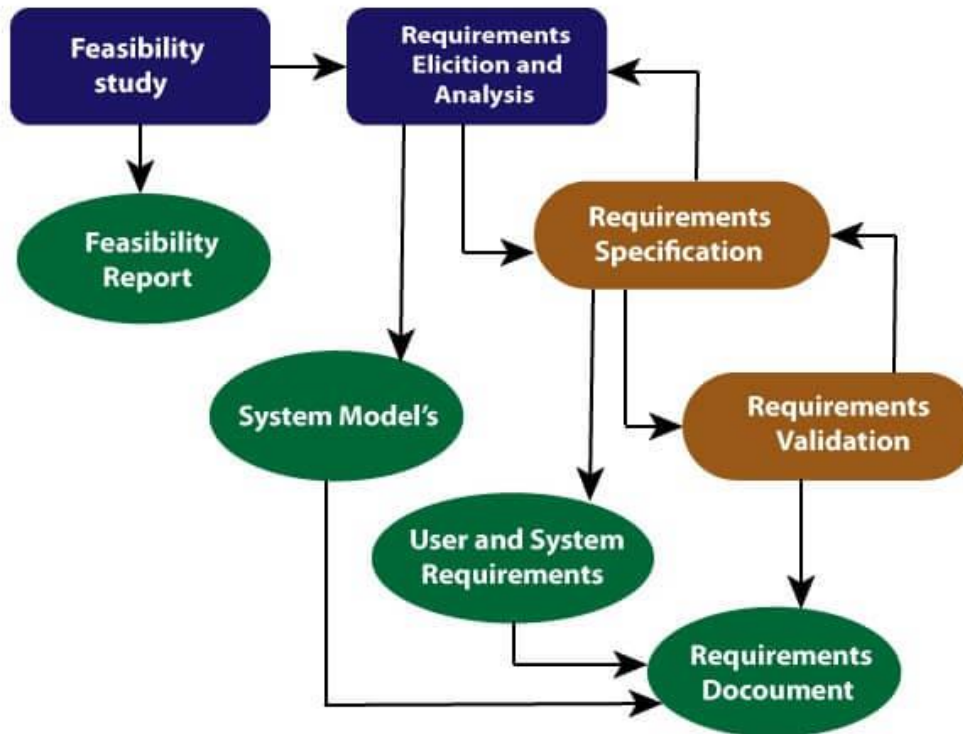 Feasibility
study
Requirements
Elicition and
Analysis
Feasibility
Report
Requirements
Specification
System Model's
Requirements
Validation
User and System
Requirements
Requirements
Docoument